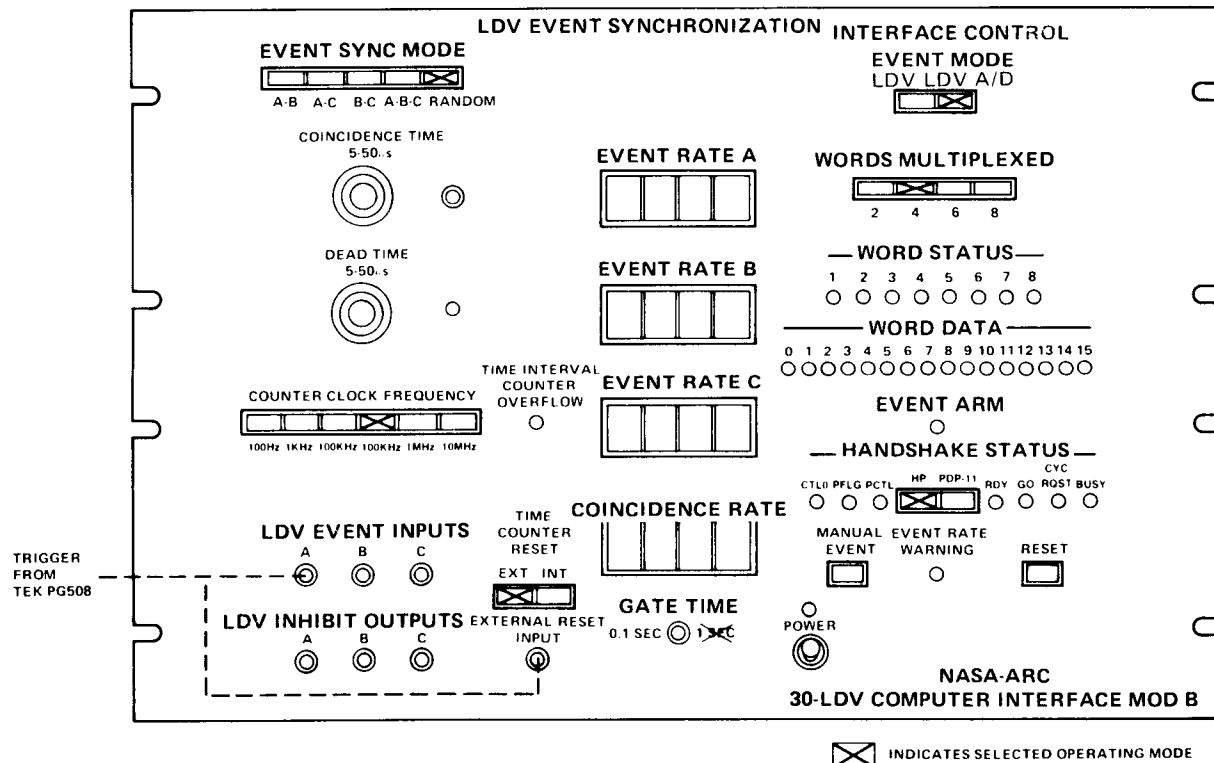 LDV EVENT SYNCHRONIZATION
INTERFACE CONTROL
EVENT SYNC MODE
A-B A-C B-C A-B-C RANDOM
COINCIDENCE TIME
5-50 s
DEAD TIME
5-50 s
COUNTER CLOCK FREQUENCY
100Hz 1KHz 100KHz 100KHz 1MHz 10MHz
TIME INTERVAL
COUNTER
OVERFLOW
LDV EVENT INPUTS
A B C
TRIGGER
FROM
TEK PG508
LDV INHIBIT OUTPUTS
A B C
TIME
COUNTER
RESET
EXT INT
EXTERNAL RESET
INPUT
EVENT RATE A
EVENT RATE B
EVENT RATE C
COINCIDENCE RATE
GATE TIME
0.1 SEC 1 SEC
EVENT MODE
LDV LDV A/D
WORDS MULTIPLEXED
2 4 6 8
WORD STATUS
1 2 3 4 5 6 7 8
WORD DATA
0 1 2 3 4 5 6 7 8 9 10 11 12 13 14 15
EVENT ARM
HANDSHAKE STATUS
CTL0 PFLG PCTL HP PDP-11 RDY GO CYC RQST BUSY
MANUAL
EVENT
EVENT RATE
WARNING
RESET
POWER
NASA-ARC
30-LDV COMPUTER INTERFACE MOD B
INDICATES SELECTED OPERATING MODE